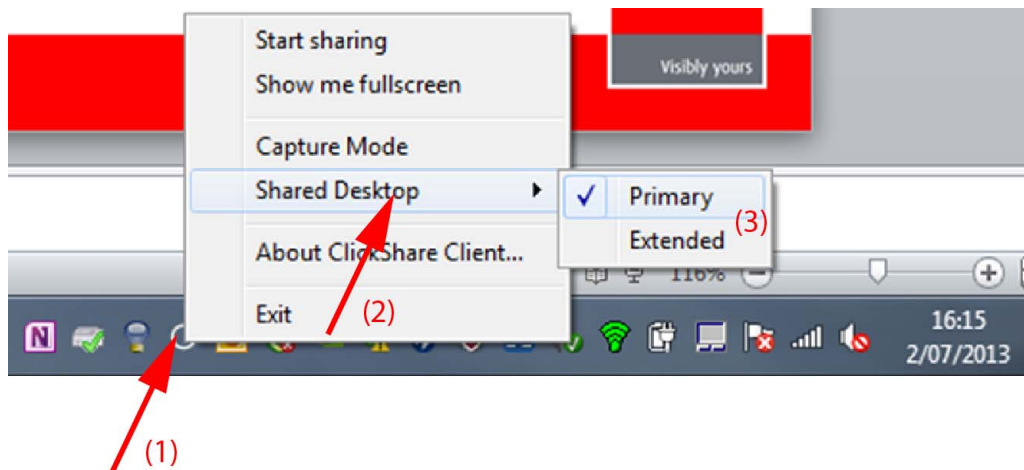 Start sharing
Show me fullscreen
Visibly yours
Capture Mode
Shared Desktop
Primary
(3)
Extended
About ClickShare Client...
116%
Exit
(2)
16:15
2/07/2013
(1)